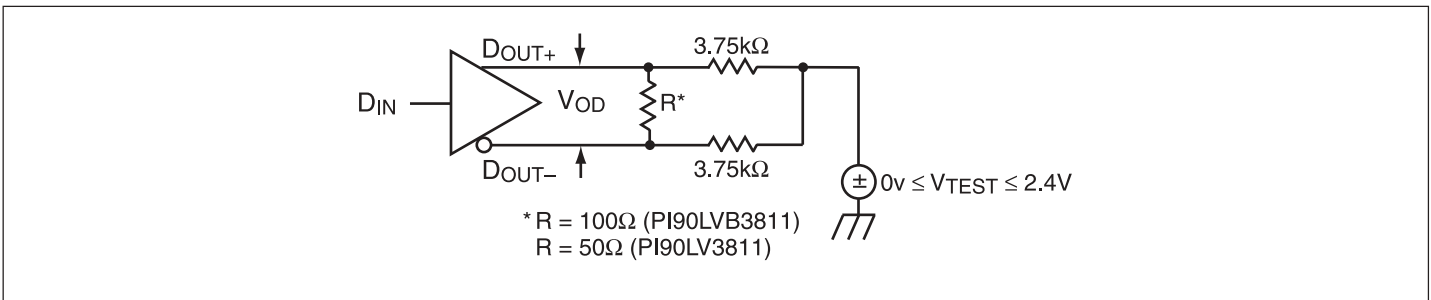 DOUT+
3.75kΩ
DIN
VOD
R*
DOUT–
3.75kΩ
±
0v ≤ VTEST ≤ 2.4V
* R = 100Ω (PI90LVB3811)
R = 50Ω (PI90LV3811)